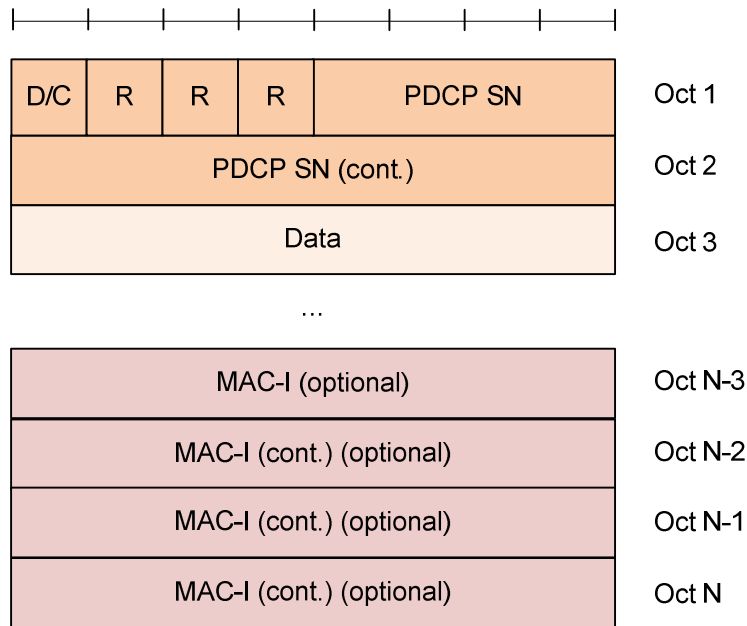 D/C R R R PDCP SN Oct 1
PDCP SN (cont.) Oct 2
Data Oct 3
...
MAC-I (optional) Oct N-3
MAC-I (cont.) (optional) Oct N-2
MAC-I (cont.) (optional) Oct N-1
MAC-I (cont.) (optional) Oct N